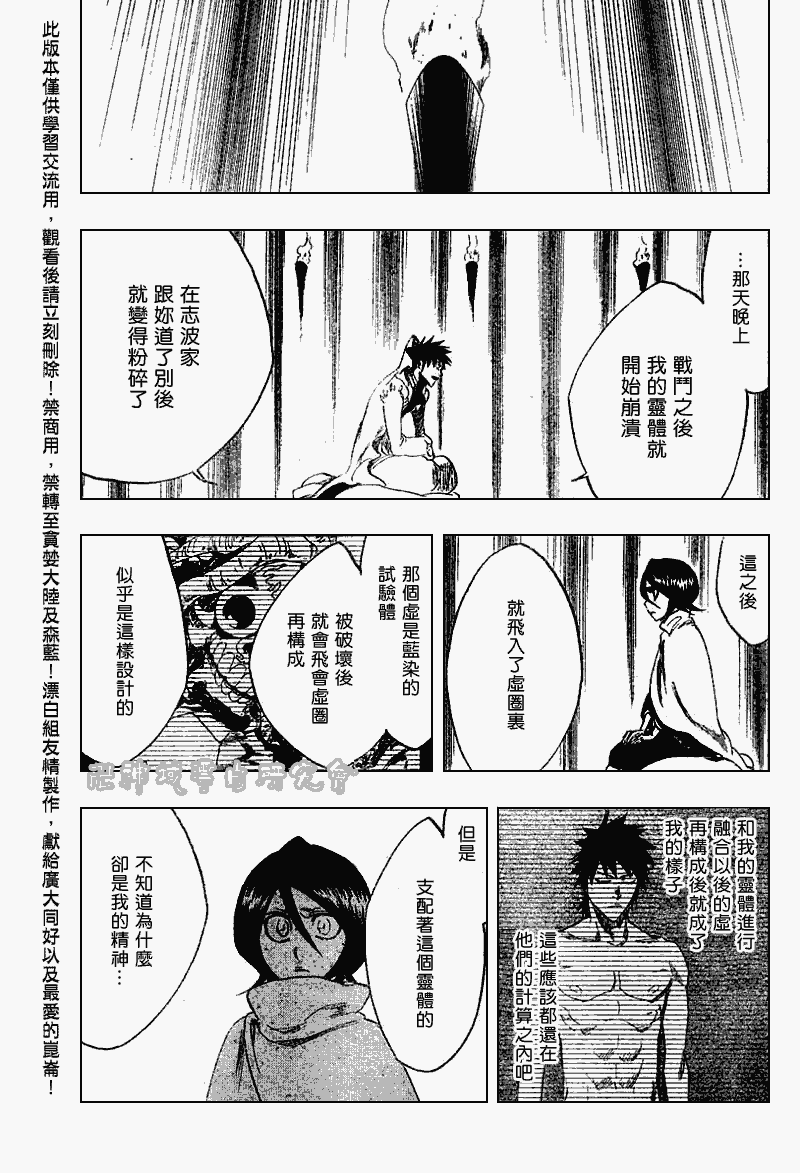 …那天晚上
戰鬥之後
我的靈體就
開始崩潰
在志波家
跟妳道了別後
就變得粉碎了
這之後
就飛入了虛圈裏
那個虛是藍染的
試驗體
被破壞後
就會飛會虛圈
再構成
似乎是這樣設計的
和我的靈體進行
融合以後的虛
再構成後就成了
我的樣子
這些應該都還在
他們的計算之內吧
但是
支配著這個靈體的
不知道為什麼
卻是我的精神…
此版本僅供學習交流用，觀看後請立刻刪除！禁商用，禁轉至貪婪大陸及森藍！漂白組友情製作，獻給廣大同好以及最愛的崑崙！